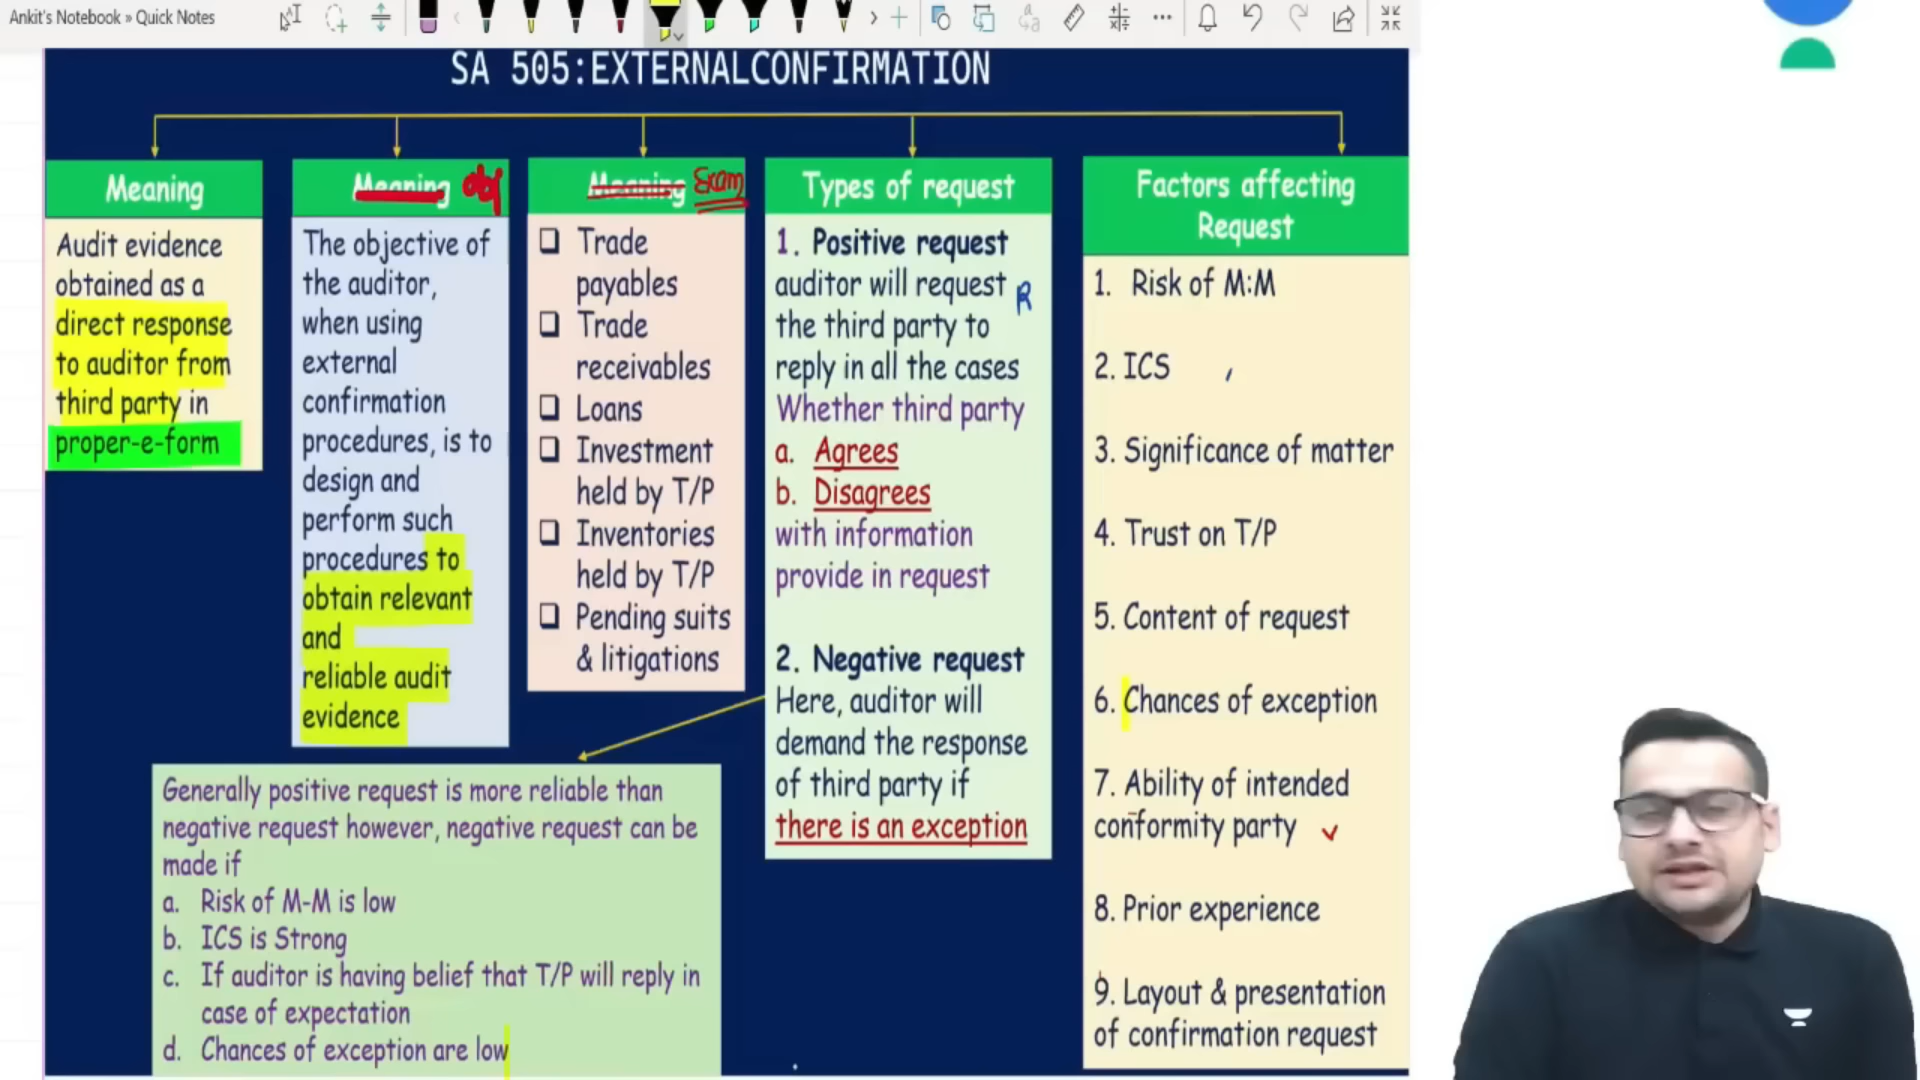 Ankit's Notebook » Quick Notes
SA 505:EXTERNALCONFIRMATION
Meaning
Audit evidence
obtained as a
direct response
to auditor from
third party in
proper-e-form
Meaning obj
The objective of
the auditor,
when using
external
confirmation
procedures, is to
design and
perform such
procedures to
obtain relevant
and
reliable audit
evidence
Meaning Exam
Trade
payables
Trade
receivables
Loans
Investment
held by T/P
Inventories
held by T/P
Pending suits
& litigations
Types of request
1. Positive request
auditor will request R
the third party to
reply in all the cases
Whether third party
a. Agrees
b. Disagrees
with information
provide in request
2. Negative request
Here, auditor will
demand the response
of third party if
there is an exception
Factors affecting
Request
1. Risk of M:M
2. ICS
3. Significance of matter
4. Trust on T/P
5. Content of request
6. Chances of exception
7. Ability of intended
conformity party
8. Prior experience
9. Layout & presentation
of confirmation request
Generally positive request is more reliable than
negative request however, negative request can be
made if
a. Risk of M-M is low
b. ICS is Strong
c. If auditor is having belief that T/P will reply in
case of expectation
d. Chances of exception are low